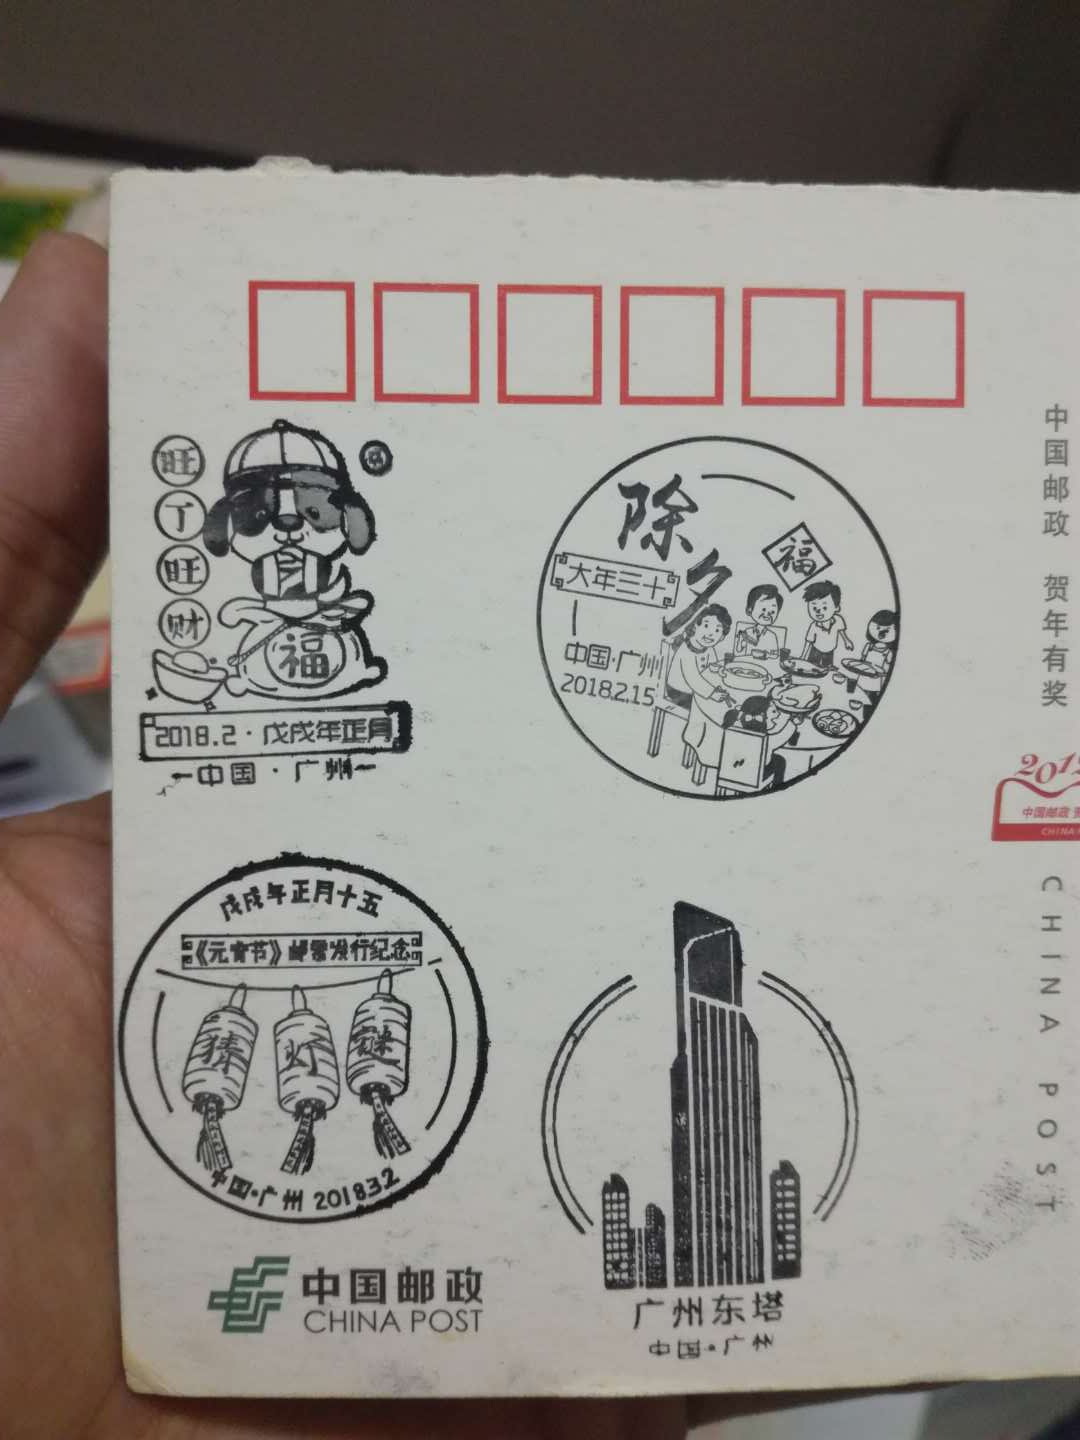 旺丁旺财
福
2018.2·戊戌年正月
中国·广州
除夕
福
大年三十
中国·广州
2018.2.15
戊戌年正月十五
《元宵节》邮票发行纪念
猜灯谜
中国·广州 2018.3.2
广州东塔
中国·广州
中国邮政
CHINA POST
中国邮政 贺年有奖
中国邮政
CHINA POST